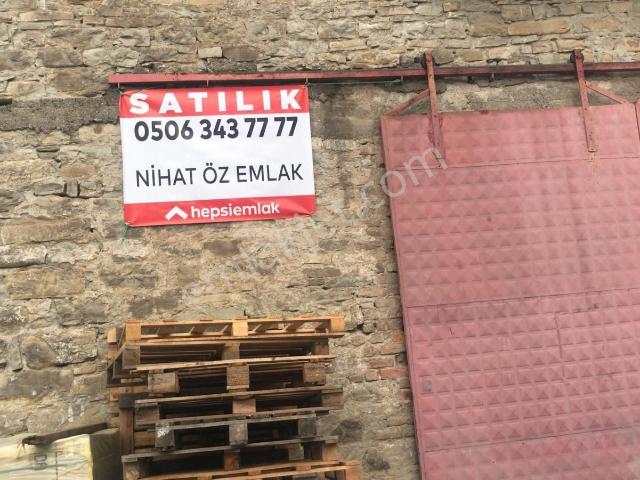 SATILIK
0506 343 77 77
NİHAT ÖZ EMLAK
hepsiemlak